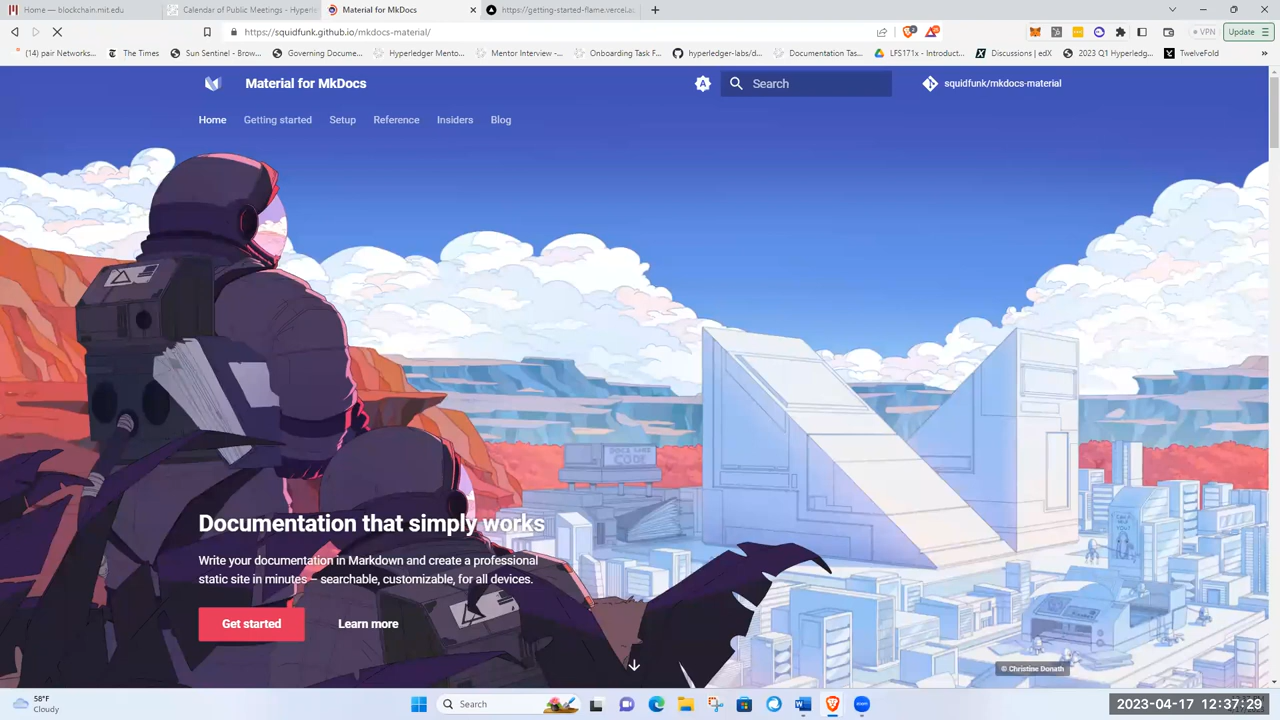 Home — blockchain.mit.edu
Calendar of Public Meetings - Hyperle
Material for MkDocs
https://getting-started-flame.vercel.ap
https://squidfunk.github.io/mkdocs-material/
VPN
Update
(14) pair Networks...
The Times
Sun Sentinel - Brow...
Governing Docume...
Hyperledger Mento...
Mentor Interview -...
Onboarding Task F...
hyperledger-labs/d...
Documentation Tas...
LFS171x - Introduct...
Discussions | edX
2023 Q1 Hyperledg...
TwelveFold
Material for MkDocs
Search
squidfunk/mkdocs-material
Home
Getting started
Setup
Reference
Insiders
Blog
Documentation that simply works
Write your documentation in Markdown and create a professional
static site in minutes – searchable, customizable, for all devices.
Get started
Learn more
© Christine Donath
58°F
Cloudy
Search
2023-04-17 12:37:29